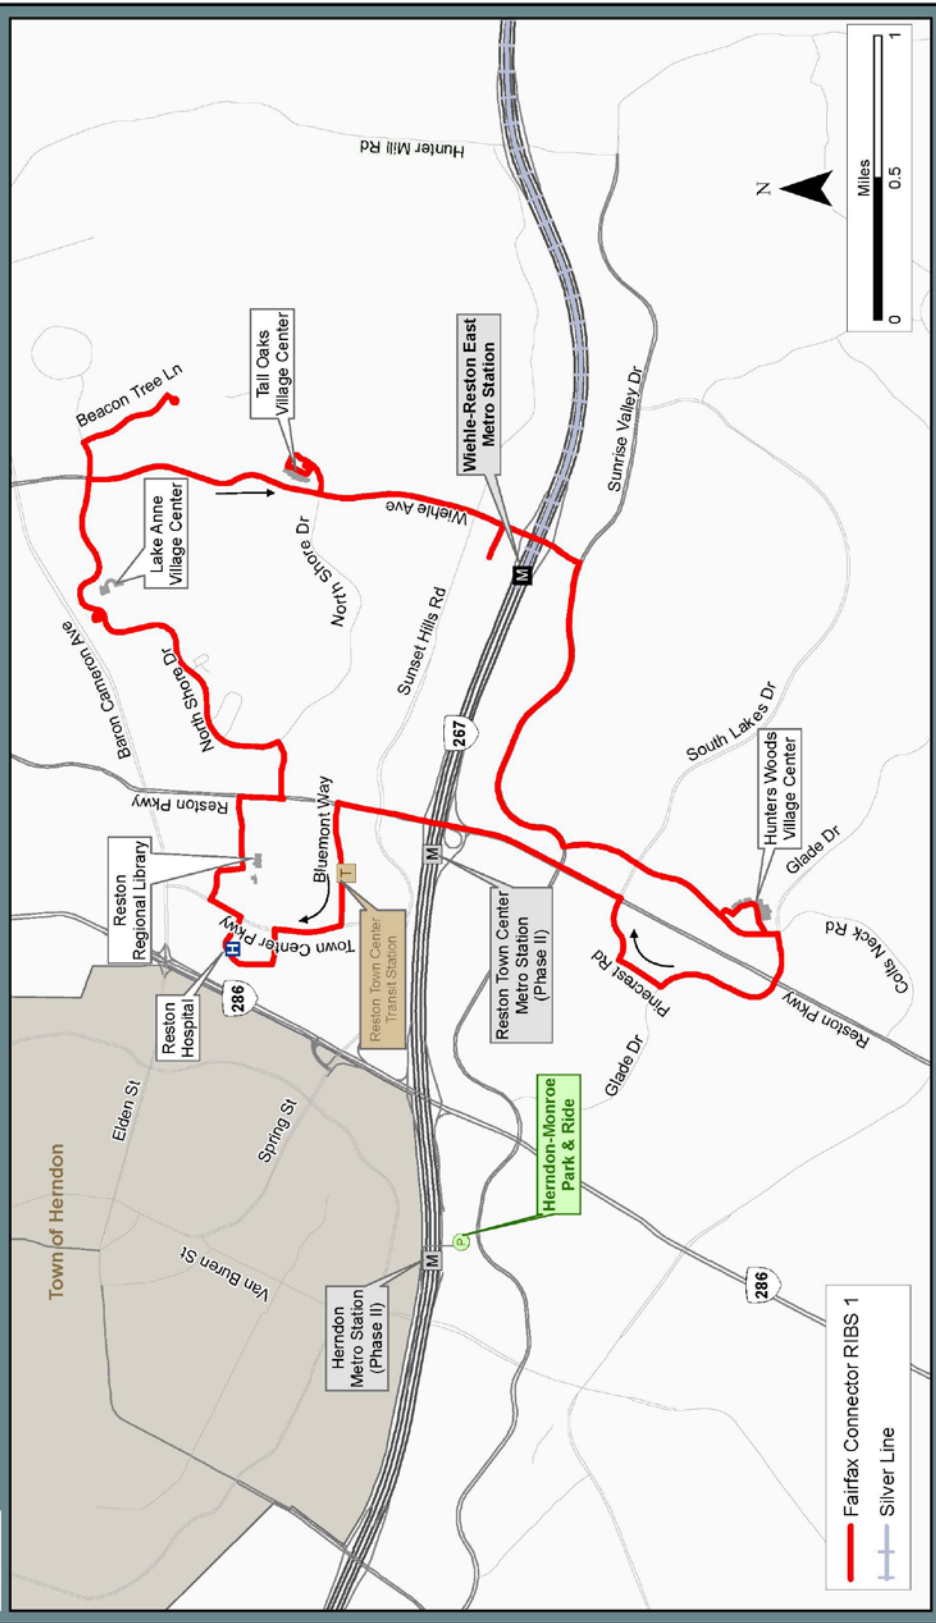 Town of Herndon
Elden St
Spring St
Van Buren St
Herndon
Metro Station
(Phase II)
M
P
Herndon-Monroe
Park & Ride
286
286
Reston
Hospital
H
Reston
Regional Library
Town Center Pkwy
Bluemont Way
T
Reston Town Center
Transit Station
Reston Town Center
Metro Station
(Phase II)
M
Reston Pkwy
Baron Cameron Ave
North Shore Dr
Lake Anne
Village Center
Beacon Tree Ln
Tall Oaks
Village Center
North Shore Dr
Wiehle Ave
Sunset Hills Rd
267
Wiehle-Reston East
Metro Station
M
Hunter Mill Rd
Sunrise Valley Dr
South Lakes Dr
Hunters Woods
Village Center
Glade Dr
Colts Neck Rd
Reston Pkwy
Pinecrest Rd
Glade Dr
N
Miles
0
0.5
1
Fairfax Connector RIBS 1
Silver Line